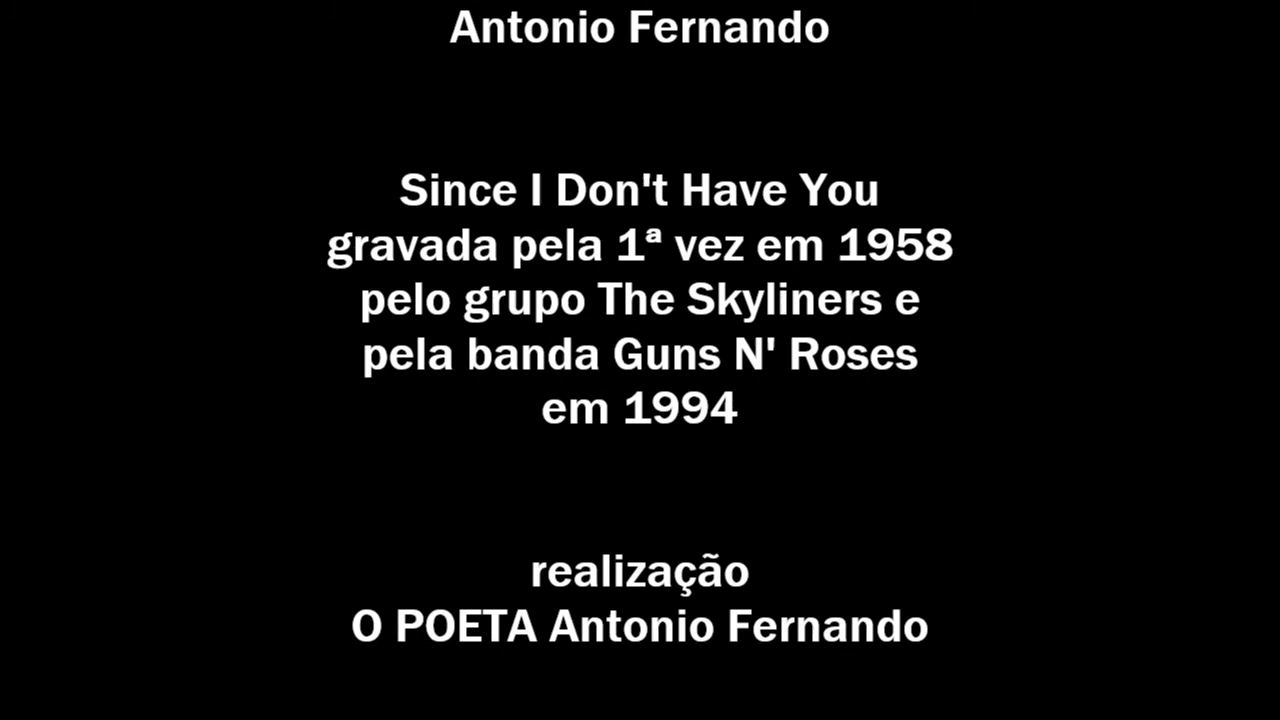 Antonio Fernando
Since I Don't Have You
gravada pela 1ª vez em 1958
pelo grupo The Skyliners e
pela banda Guns N' Roses
em 1994
realização
O POETA Antonio Fernando